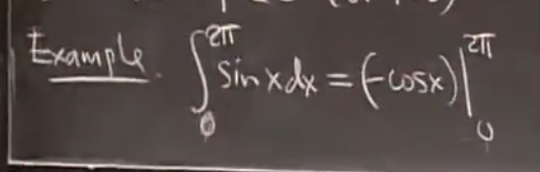 Example. ∫₀^{2π} sin x dx = (-cos x)|₀^{2π}